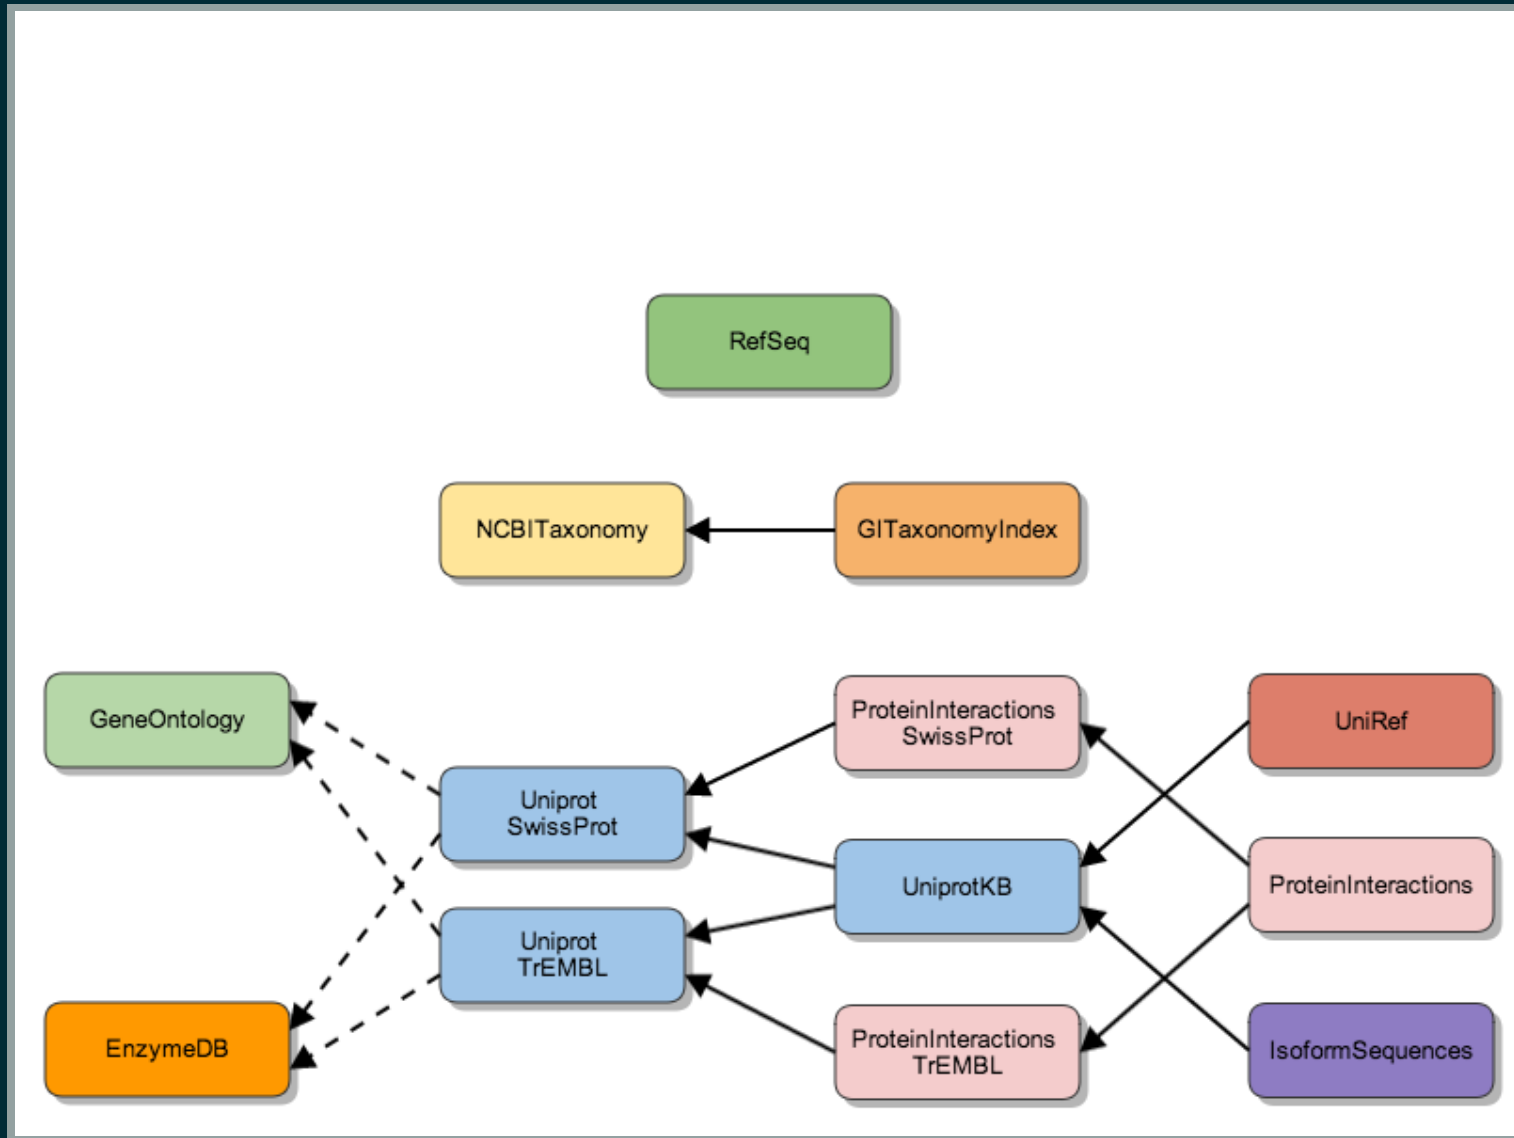 RefSeq
NCBITaxonomy
GITaxonomyIndex
GeneOntology
ProteinInteractions
SwissProt
UniRef
Uniprot
SwissProt
UniprotKB
ProteinInteractions
Uniprot
TrEMBL
EnzymeDB
ProteinInteractions
TrEMBL
IsoformSequences